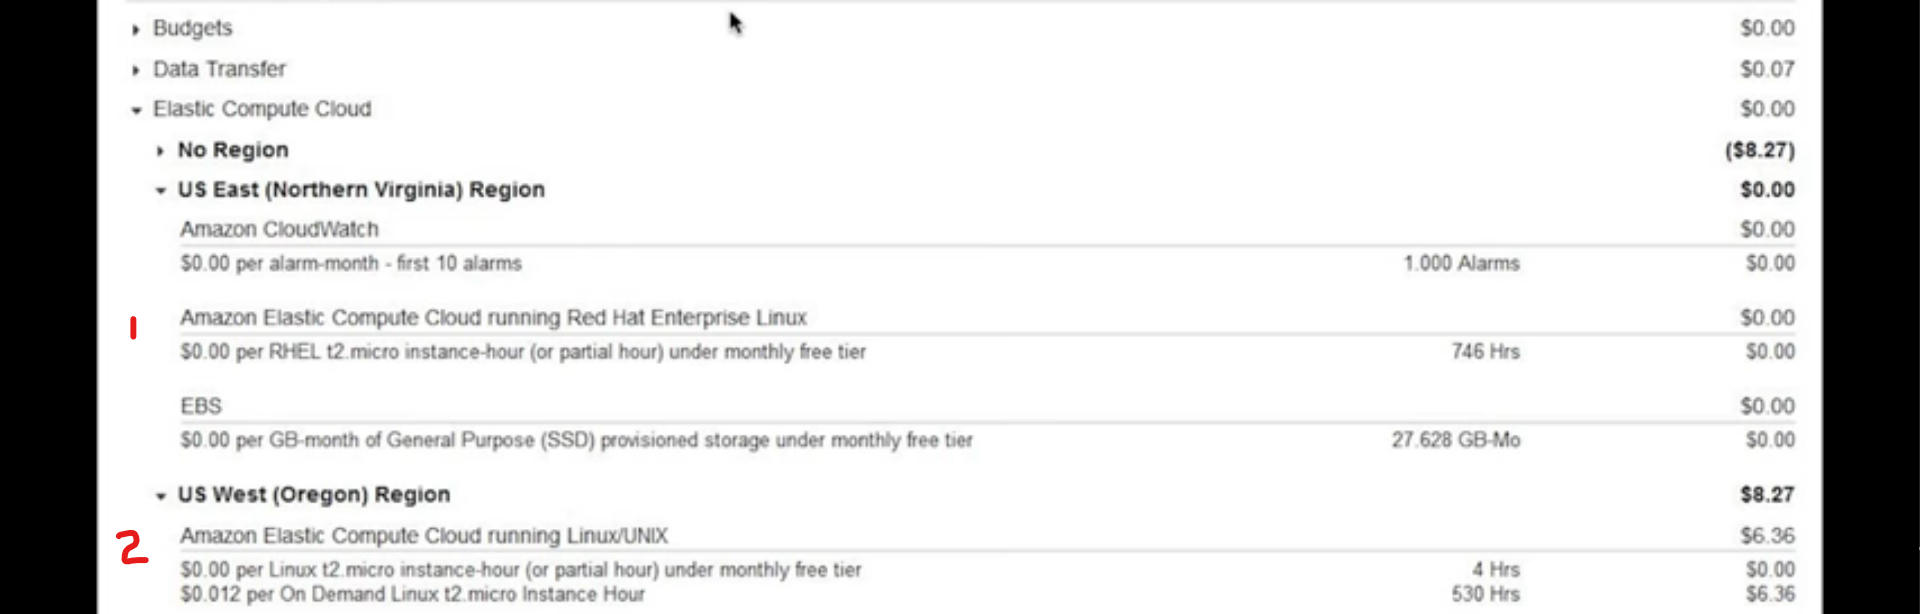 Budgets $0.00
Data Transfer $0.07
Elastic Compute Cloud $0.00
No Region ($8.27)
US East (Northern Virginia) Region $0.00
Amazon CloudWatch $0.00
$0.00 per alarm-month - first 10 alarms 1.000 Alarms $0.00
1 Amazon Elastic Compute Cloud running Red Hat Enterprise Linux $0.00
$0.00 per RHEL t2.micro instance-hour (or partial hour) under monthly free tier 746 Hrs $0.00
EBS $0.00
$0.00 per GB-month of General Purpose (SSD) provisioned storage under monthly free tier 27.628 GB-Mo $0.00
US West (Oregon) Region $8.27
2 Amazon Elastic Compute Cloud running Linux/UNIX $6.36
$0.00 per Linux t2.micro instance-hour (or partial hour) under monthly free tier 4 Hrs $0.00
$0.012 per On Demand Linux t2.micro Instance Hour 530 Hrs $6.36